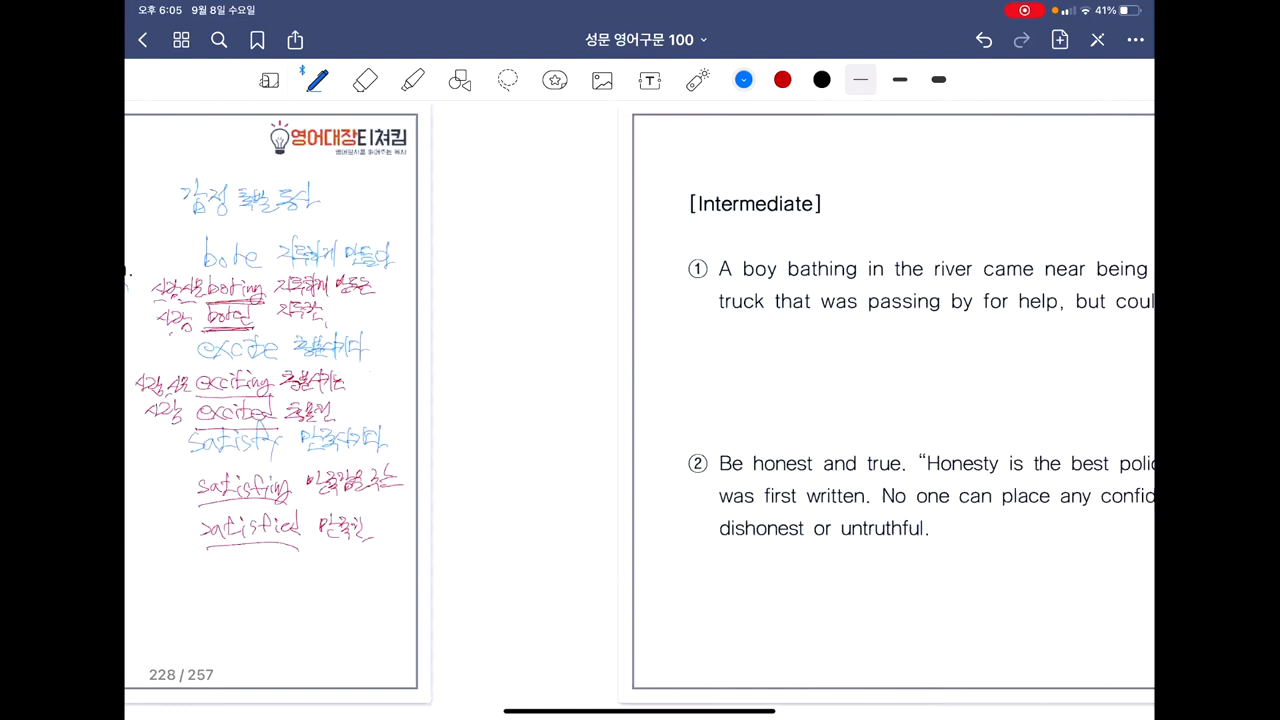 오후 6:05 9월 8일 수요일
41%
성문 영어구문 100
영어대장티쳐킴
감정 유발 동사
bore 지루하게 만들다
사람 사물 boring 지루하게 만드는
사람 bored 지루한
excite 흥분시키다
사람 사물 exciting 흥분시키는
사람 excited 흥분된
satisfy 만족시키다
satisfing 만족감을 주는
satisfied 만족한
228 / 257
[Intermediate]
① A boy bathing in the river came near being
truck that was passing by for help, but coul
② Be honest and true. “Honesty is the best polic
was first written. No one can place any confid
dishonest or untruthful.